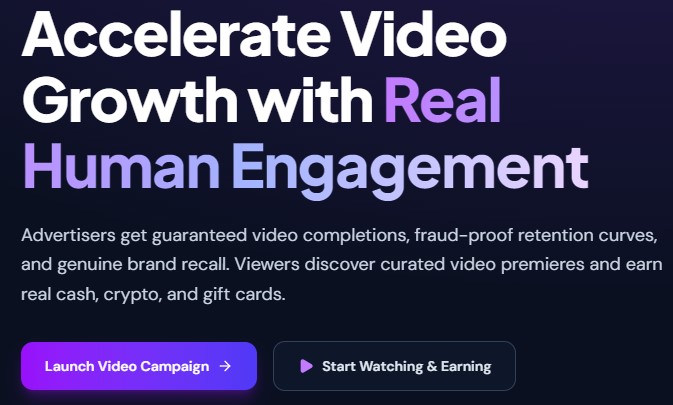 Accelerate Video
Growth with Real
Human Engagement
Advertisers get guaranteed video completions, fraud-proof retention curves,
and genuine brand recall. Viewers discover curated video premieres and earn
real cash, crypto, and gift cards.
Launch Video Campaign →
Start Watching & Earning